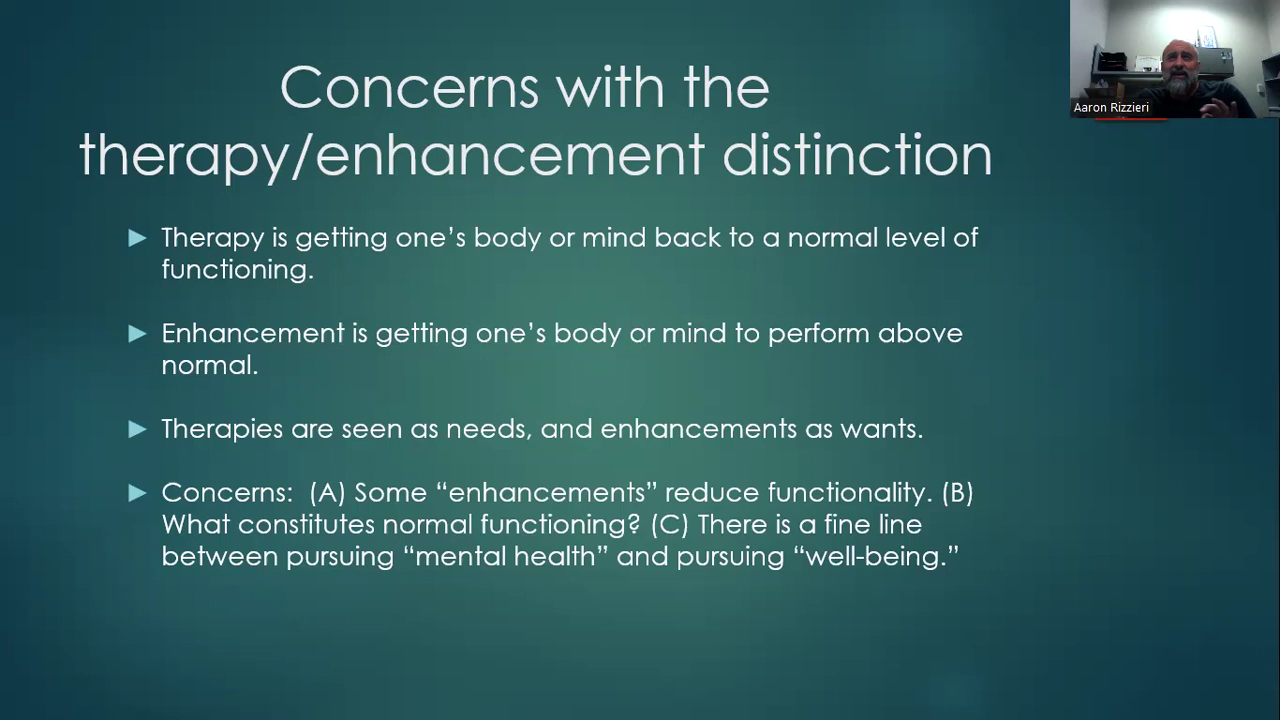 Concerns with the
therapy/enhancement distinction
Aaron Rizzieri
► Therapy is getting one’s body or mind back to a normal level of
functioning.
► Enhancement is getting one’s body or mind to perform above
normal.
► Therapies are seen as needs, and enhancements as wants.
► Concerns:  (A) Some “enhancements” reduce functionality. (B)
What constitutes normal functioning? (C) There is a fine line
between pursuing “mental health” and pursuing “well-being.”